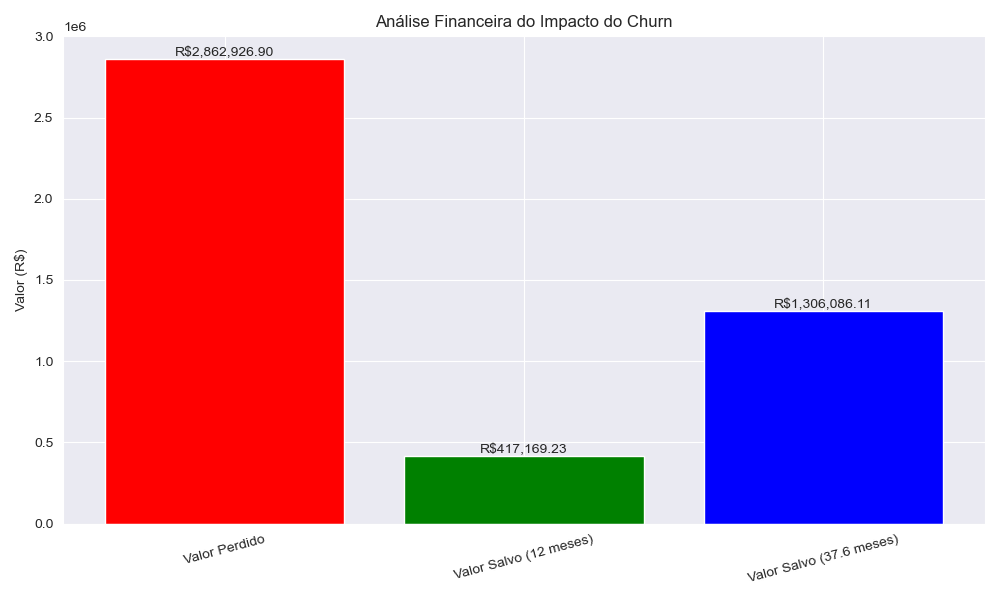 Análise Financeira do Impacto do Churn
1e6
3.0
2.5
2.0
1.5
1.0
0.5
0.0
Valor (R$)
R$2,862,926.90
R$417,169.23
R$1,306,086.11
Valor Perdido
Valor Salvo (12 meses)
Valor Salvo (37.6 meses)